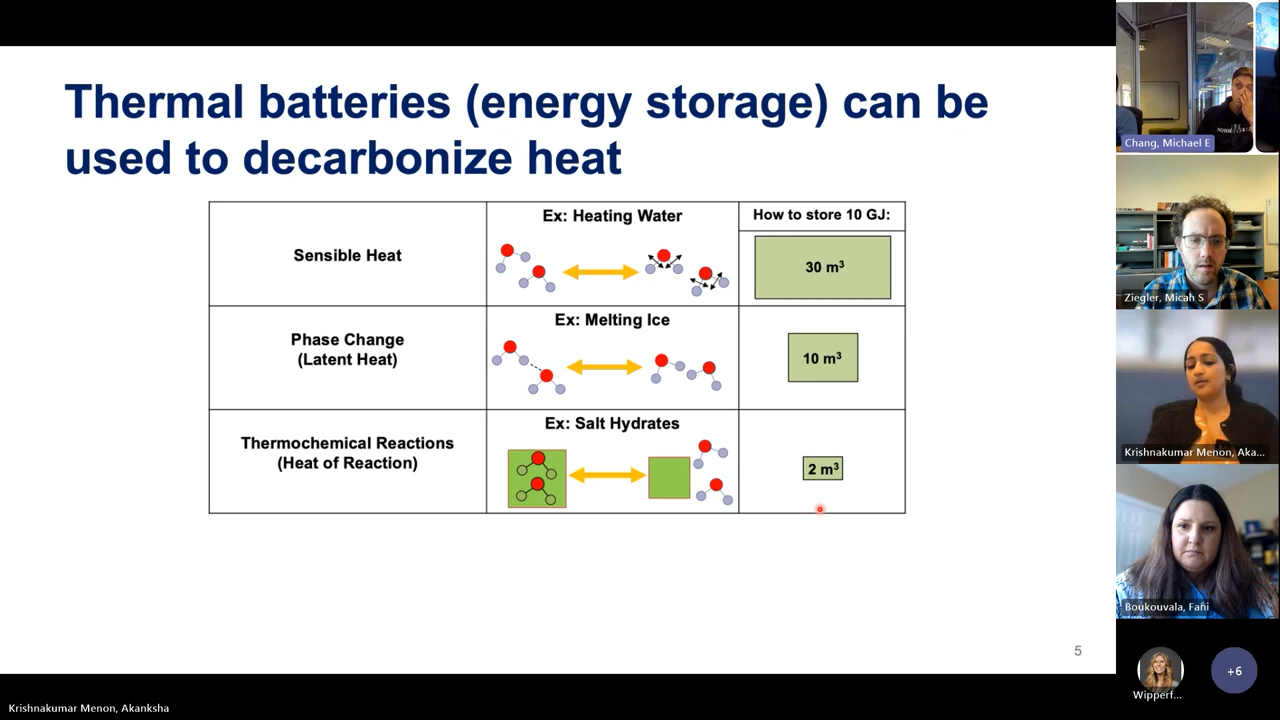 Thermal batteries (energy storage) can be
used to decarbonize heat
Ex: Heating Water
How to store 10 GJ:
Sensible Heat
30 m³
Ex: Melting Ice
Phase Change
(Latent Heat)
10 m³
Ex: Salt Hydrates
Thermochemical Reactions
(Heat of Reaction)
2 m³
5
Krishnakumar Menon, Akanksha
Chang, Michael E
Ziegler, Micah S
Krishnakumar Menon, Aka...
Boukouvala, Fani
Wipperf...
+6